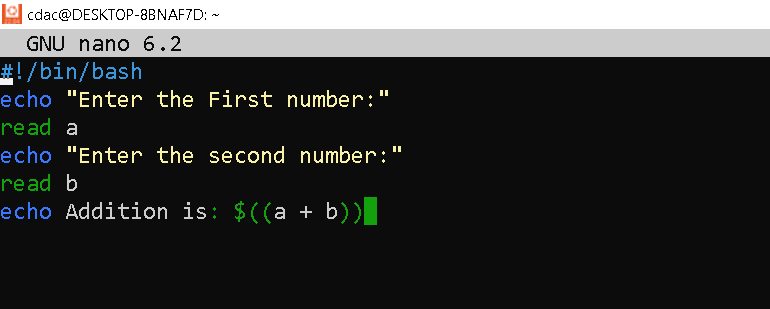 cdac@DESKTOP-8BNAF7D: ~
GNU nano 6.2
#!/bin/bash
echo "Enter the First number:"
read a
echo "Enter the second number:"
read b
echo Addition is: $((a + b))